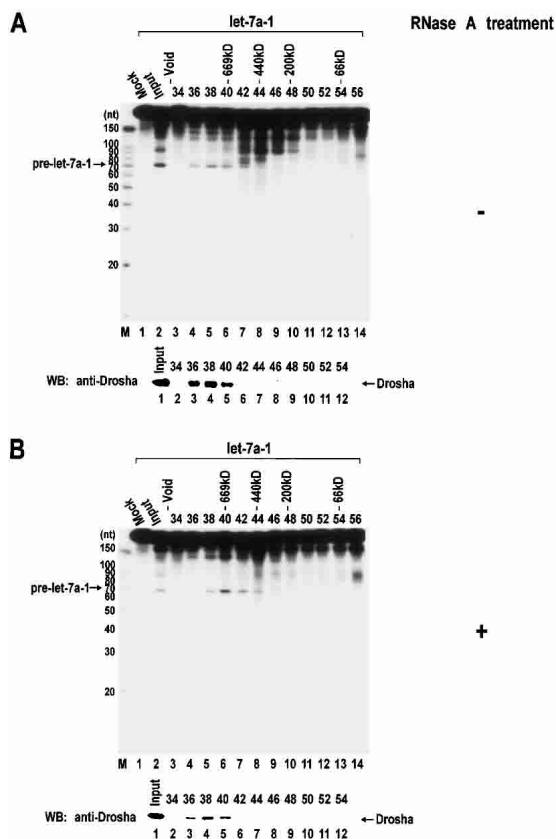 A
let-7a-1
RNase A treatment
Mock Input - Void - 669kD - 440kD - 200kD - 66kD
34 36 38 40 42 44 46 48 50 52 54 56
(nt)
150
100
90
80
pre-let-7a-1→ 70
60
50
40
30
20
-
M 1 2 3 4 5 6 7 8 9 10 11 12 13 14
Input 34 36 38 40 42 44 46 48 50 52 54
WB: anti-Drosha ←Drosha
1 2 3 4 5 6 7 8 9 10 11 12
B
let-7a-1
Mock Input - Void - 669kD - 440kD - 200kD - 66kD
34 36 38 40 42 44 46 48 50 52 54 56
(nt)
150
100
90
80
pre-let-7a-1→ 70
60
50
40
30
20
+
M 1 2 3 4 5 6 7 8 9 10 11 12 13 14
Input 34 36 38 40 42 44 46 48 50 52 54
WB: anti-Drosha ←Drosha
1 2 3 4 5 6 7 8 9 10 11 12